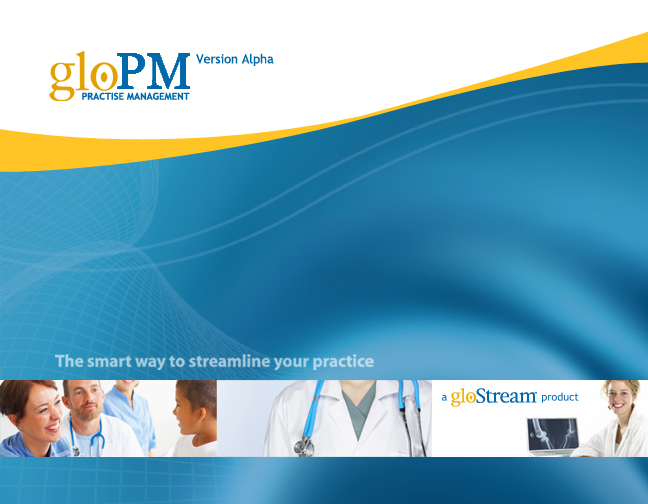 gloPM Version Alpha
PRACTISE MANAGEMENT
The smart way to streamline your practice
a gloStream product